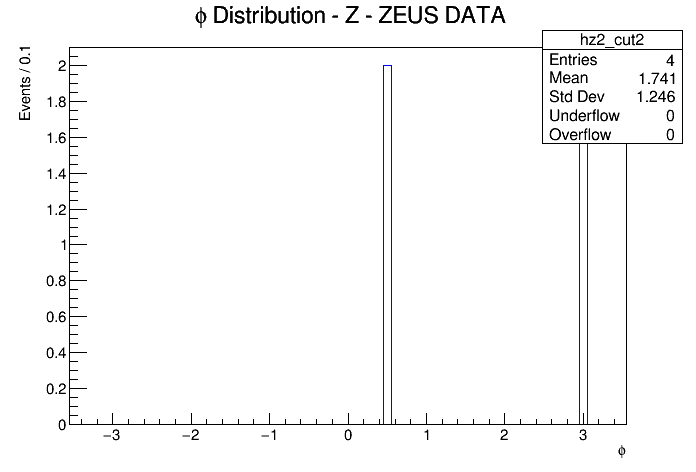 ϕ Distribution - Z - ZEUS DATA
hz2_cut2
Entries 4
Mean 1.741
Std Dev 1.246
Underflow 0
Overflow 0
Events / 0.1
2
1.8
1.6
1.4
1.2
1
0.8
0.6
0.4
0.2
0
−3 −2 −1 0 1 2 3
ϕ